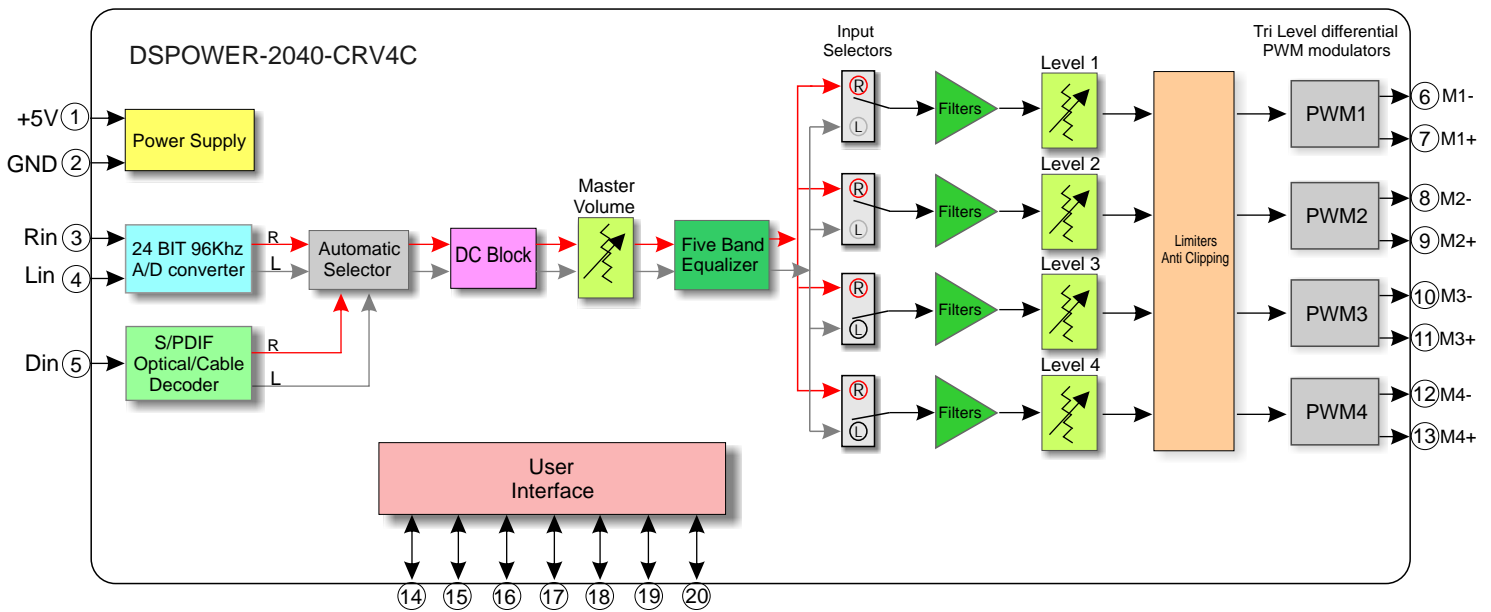 DSPOWER-2040-CRV4C
Input
Selectors
Tri Level differential
PWM modulators
+5V 1
GND 2
Power Supply
Rin 3
Lin 4
24 BIT 96Khz
A/D converter
R
L
Din 5
S/PDIF
Optical/Cable
Decoder
R
L
Automatic
Selector
DC Block
Master
Volume
Five Band
Equalizer
R
L
Filters
Level 1
R
L
Filters
Level 2
R
L
Filters
Level 3
R
L
Filters
Level 4
Limiters
Anti Clipping
PWM1
6 M1-
7 M1+
PWM2
8 M2-
9 M2+
PWM3
10 M3-
11 M3+
PWM4
12 M4-
13 M4+
User
Interface
14 15 16 17 18 19 20